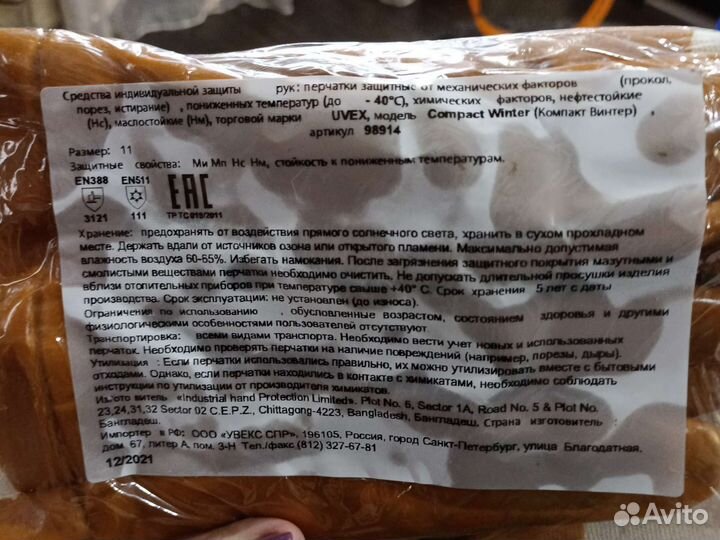 Средства индивидуальной защиты рук: перчатки защитные от механических факторов (прокол,
порез, истирание) , пониженных температур (до - 40°С), химических факторов, нефтестойкие
(Нс), маслостойкие (Нм), торговой марки UVEX, модель Compact Winter (Компакт Винтер) ,
артикул 98914
Размер: 11
Защитные свойства: Ми Мп Нс Нм, стойкость к пониженным температурам.
EN388 EN511
3121 111 ТР ТС 019/2011
EAC
Хранение: предохранять от воздействия прямого солнечного света, хранить в сухом прохладном
месте. Держать вдали от источников озона или открытого пламени. Максимально допустимая
влажность воздуха 60-65%. Избегать намокания. После загрязнения защитного покрытия мазутными и
смолистыми веществами перчатки необходимо очистить. Не допускать длительной просушки изделия
вблизи отопительных приборов при температуре свыше +40° С. Срок хранения 5 лет с даты
производства. Срок эксплуатации: не установлен (до износа).
Ограничения по использованию , обусловленные возрастом, состоянием здоровья и другими
физиологическими особенностями пользователей отсутствуют.
Транспортировка: всеми видами транспорта. Необходимо вести учет новых и использованных
перчаток. Необходимо проверять перчатки на наличие повреждений (например, порезы, дыры).
Утилизация : Если перчатки использовались правильно, их можно утилизировать вместе с бытовыми
отходами. Однако, если перчатки находились в контакте с химикатами, необходимо соблюдать
инструкции по утилизации от производителя химикатов.
Изготовитель «Industrial hand Protection Limited». Plot No. 5, Sector 1A, Road No. 5 & Plot No.
23,24,31,32 Sector 02 C.E.P.Z., Chittagong-4223, Bangladesh, Бангладеш. Страна изготовитель :
Бангладеш.
Импортер в РФ: ООО «УВЕКС СПР», 196105, Россия, город Санкт-Петербург, улица Благодатная,
дом. 67, литер А, пом. 3-Н Тел./факс (812) 327-67-81
12/2021
Avito